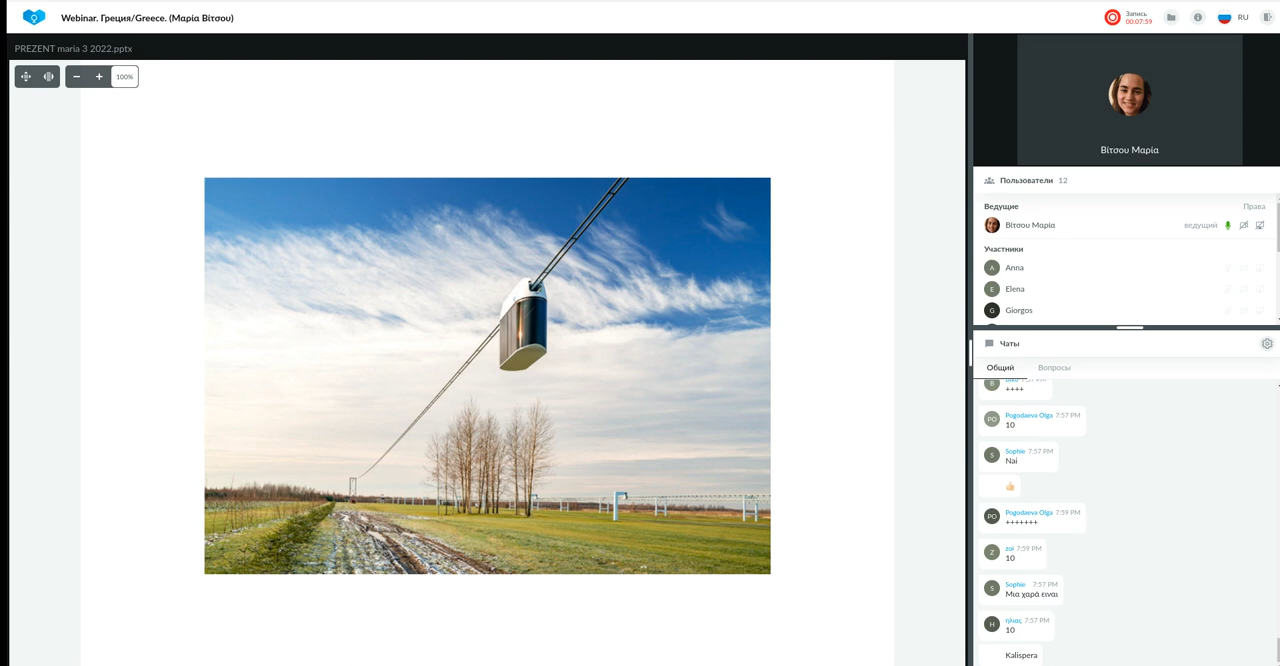 Webinar. Греция/Greece. (Μαρία Βίτσου)
Запись
00:07:59
RU
PREZENT maria 3 2022.pptx
100%
Βίτσου Μαρία
Пользователи 12
Ведущие Права
Βίτσου Μαρία ведущий
Участники
A Anna
E Elena
G Giorgos
Чаты
Общий Вопросы
++++
PO Pogodaeva Olga 7:57 PM
10
S Sophie 7:57 PM
Nai
PO Pogodaeva Olga 7:59 PM
+++++++
Z zoi 7:59 PM
10
S Sophie 7:57 PM
Μια χαρά ειναι
Η ηλιας 7:57 PM
10
Kalispera